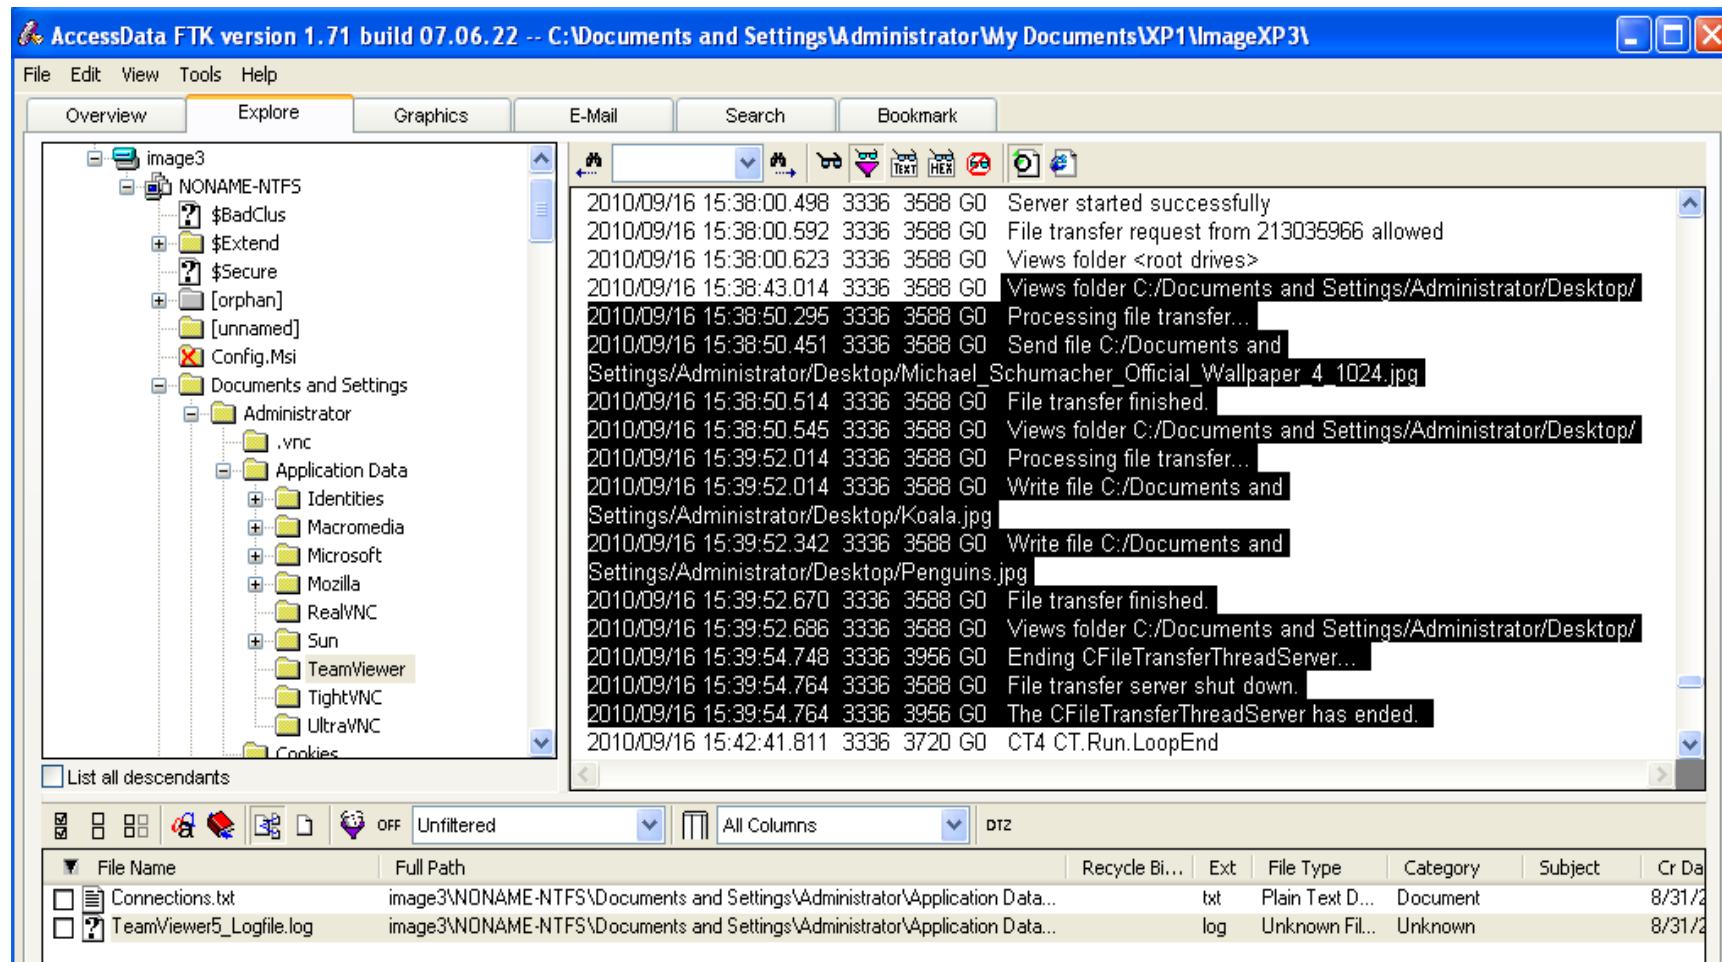 AccessData FTK version 1.71 build 07.06.22 -- C:\Documents and Settings\Administrator\My Documents\XP1\ImageXP3\
File Edit View Tools Help
Overview Explore Graphics E-Mail Search Bookmark
image3
NONAME-NTFS
$BadClus
$Extend
$Secure
[orphan]
[unnamed]
Config.Msi
Documents and Settings
Administrator
.vnc
Application Data
Identities
Macromedia
Microsoft
Mozilla
RealVNC
Sun
TeamViewer
TightVNC
UltraVNC
Cookies
List all descendants
TEXT HEX
2010/09/16 15:38:00.498 3336 3588 G0 Server started successfully
2010/09/16 15:38:00.592 3336 3588 G0 File transfer request from 213035966 allowed
2010/09/16 15:38:00.623 3336 3588 G0 Views folder <root drives>
2010/09/16 15:38:43.014 3336 3588 G0 Views folder C:/Documents and Settings/Administrator/Desktop/
2010/09/16 15:38:50.295 3336 3588 G0 Processing file transfer...
2010/09/16 15:38:50.451 3336 3588 G0 Send file C:/Documents and
Settings/Administrator/Desktop/Michael_Schumacher_Official_Wallpaper_4_1024.jpg
2010/09/16 15:38:50.514 3336 3588 G0 File transfer finished.
2010/09/16 15:38:50.545 3336 3588 G0 Views folder C:/Documents and Settings/Administrator/Desktop/
2010/09/16 15:39:52.014 3336 3588 G0 Processing file transfer...
2010/09/16 15:39:52.014 3336 3588 G0 Write file C:/Documents and
Settings/Administrator/Desktop/Koala.jpg
2010/09/16 15:39:52.342 3336 3588 G0 Write file C:/Documents and
Settings/Administrator/Desktop/Penguins.jpg
2010/09/16 15:39:52.670 3336 3588 G0 File transfer finished.
2010/09/16 15:39:52.686 3336 3588 G0 Views folder C:/Documents and Settings/Administrator/Desktop/
2010/09/16 15:39:54.748 3336 3956 G0 Ending CFileTransferThreadServer...
2010/09/16 15:39:54.764 3336 3588 G0 File transfer server shut down.
2010/09/16 15:39:54.764 3336 3956 G0 The CFileTransferThreadServer has ended.
2010/09/16 15:42:41.811 3336 3720 G0 CT4 CT.Run.LoopEnd
OFF Unfiltered All Columns DTZ
File Name Full Path Recycle Bi... Ext File Type Category Subject Cr Da
Connections.txt image3\NONAME-NTFS\Documents and Settings\Administrator\Application Data... txt Plain Text D... Document 8/31/2
TeamViewer5_Logfile.log image3\NONAME-NTFS\Documents and Settings\Administrator\Application Data... log Unknown Fil... Unknown 8/31/2